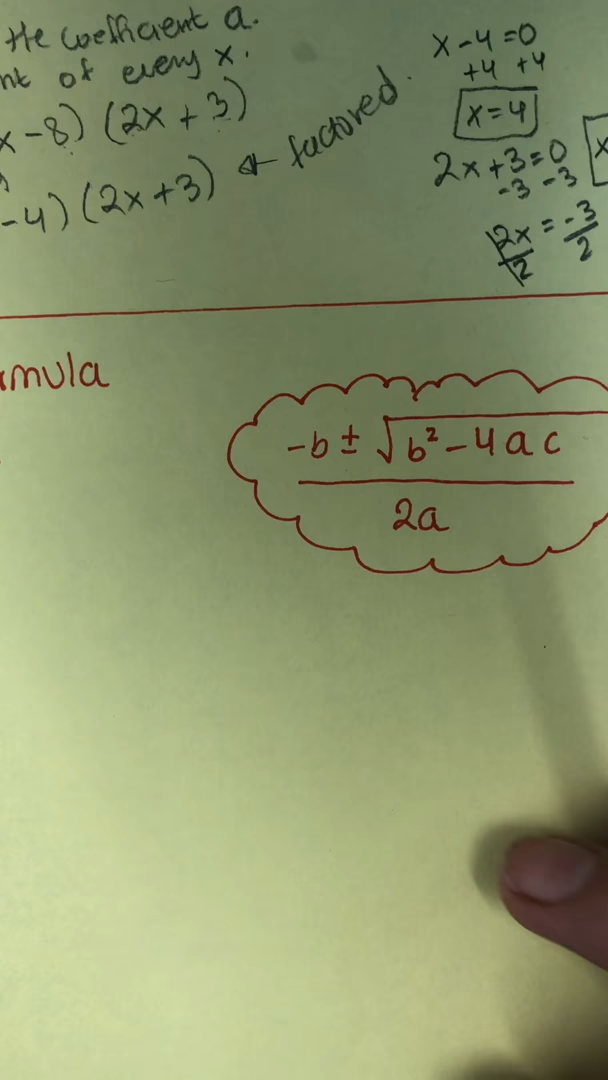 the coefficient a.
nt of every x.
x - 8) (2x + 3)
- 4) (2x + 3) ← factored.
x - 4 = 0
+4 +4
x = 4
2x + 3 = 0
-3 -3
2x/2 = -3/2
x
rmula
-b ± √b² - 4ac
2a